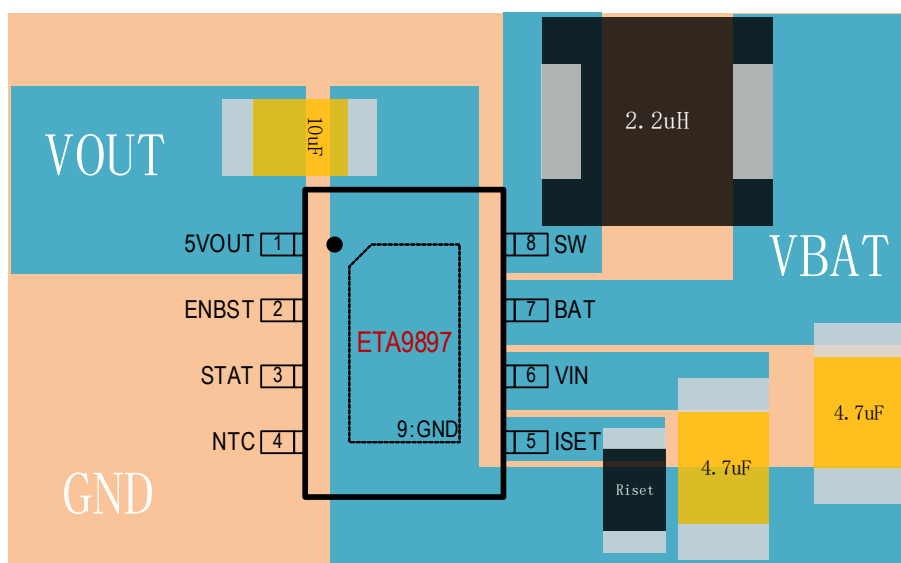 2.2uH
10uF
VOUT
5VOUT 1
8 SW
VBAT
ENBST 2
7 BAT
ETA9897
STAT 3
6 VIN
4.7uF
NTC 4
9:GND
5 ISET
4.7uF
GND
Riset